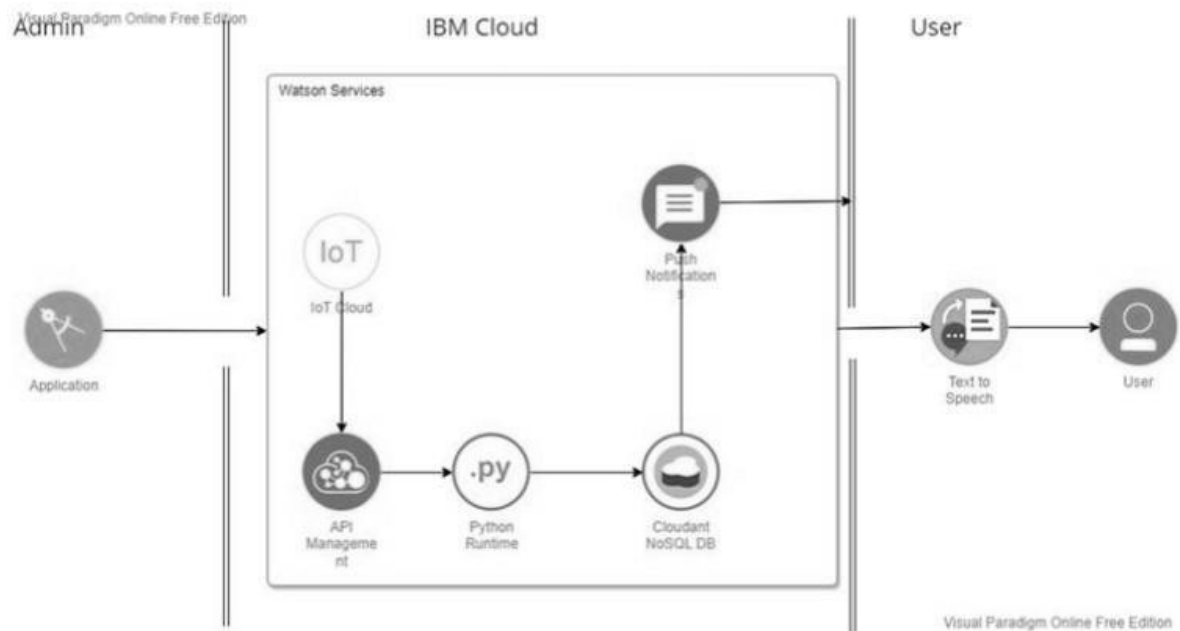 Visual Paradigm Online Free Edition
Admin
IBM Cloud
User
Watson Services
IoT
IoT Cloud
Push
Notification
s
Application
Text to
Speech
User
.py
API
Manageme
nt
Python
Runtime
Cloudant
NoSQL DB
Visual Paradigm Online Free Edition